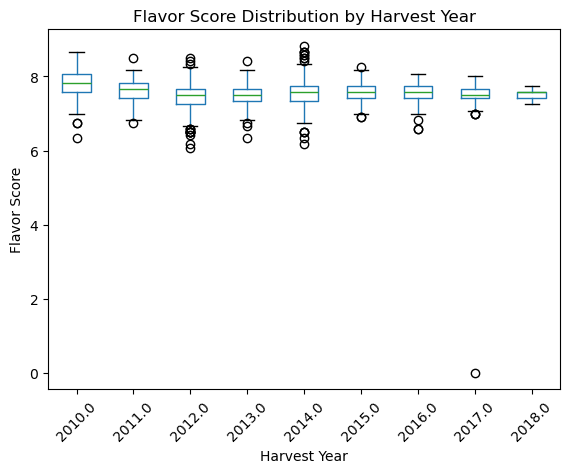 Flavor Score Distribution by Harvest Year
Flavor Score
8
6
4
2
0
2010.0 2011.0 2012.0 2013.0 2014.0 2015.0 2016.0 2017.0 2018.0
Harvest Year